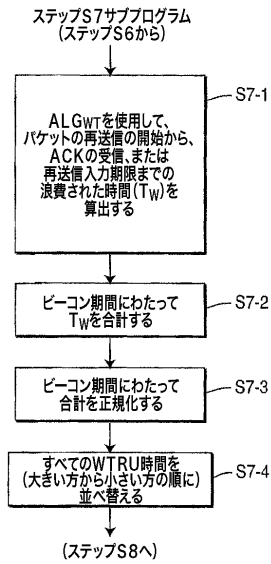 ステップS7サブプログラム
(ステップS6から)
ALGWTを使用して、
パケットの再送信の開始から、
ACKの受信、または
再送信入力期限までの
浪費された時間(TW)を
算出する
S7-1
ビーコン期間にわたって
TWを合計する
S7-2
ビーコン期間にわたって
合計を正規化する
S7-3
すべてのWTRU時間を
(大きい方から小さい方の順に)
並べ替える
S7-4
(ステップS8へ)